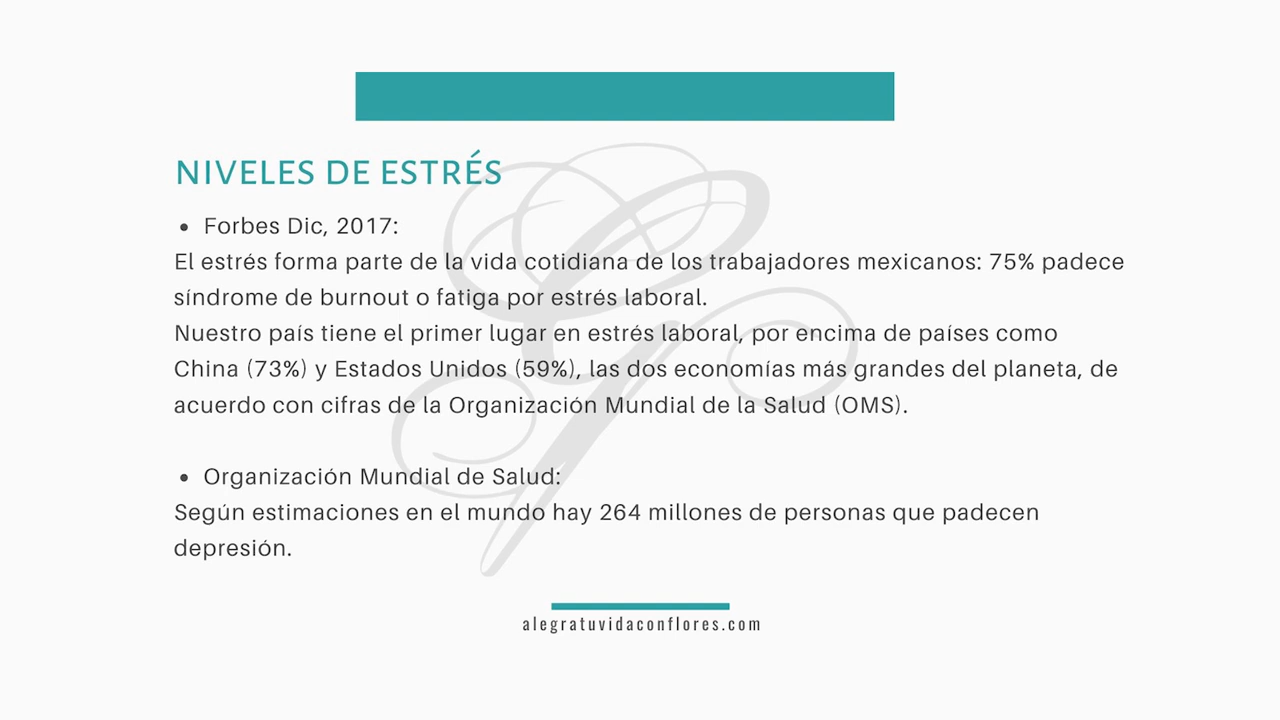 NIVELES DE ESTRÉS
• Forbes Dic, 2017:
El estrés forma parte de la vida cotidiana de los trabajadores mexicanos: 75% padece
síndrome de burnout o fatiga por estrés laboral.
Nuestro país tiene el primer lugar en estrés laboral, por encima de países como
China (73%) y Estados Unidos (59%), las dos economías más grandes del planeta, de
acuerdo con cifras de la Organización Mundial de la Salud (OMS).
• Organización Mundial de Salud:
Según estimaciones en el mundo hay 264 millones de personas que padecen
depresión.
alegratuvidaconflores.com